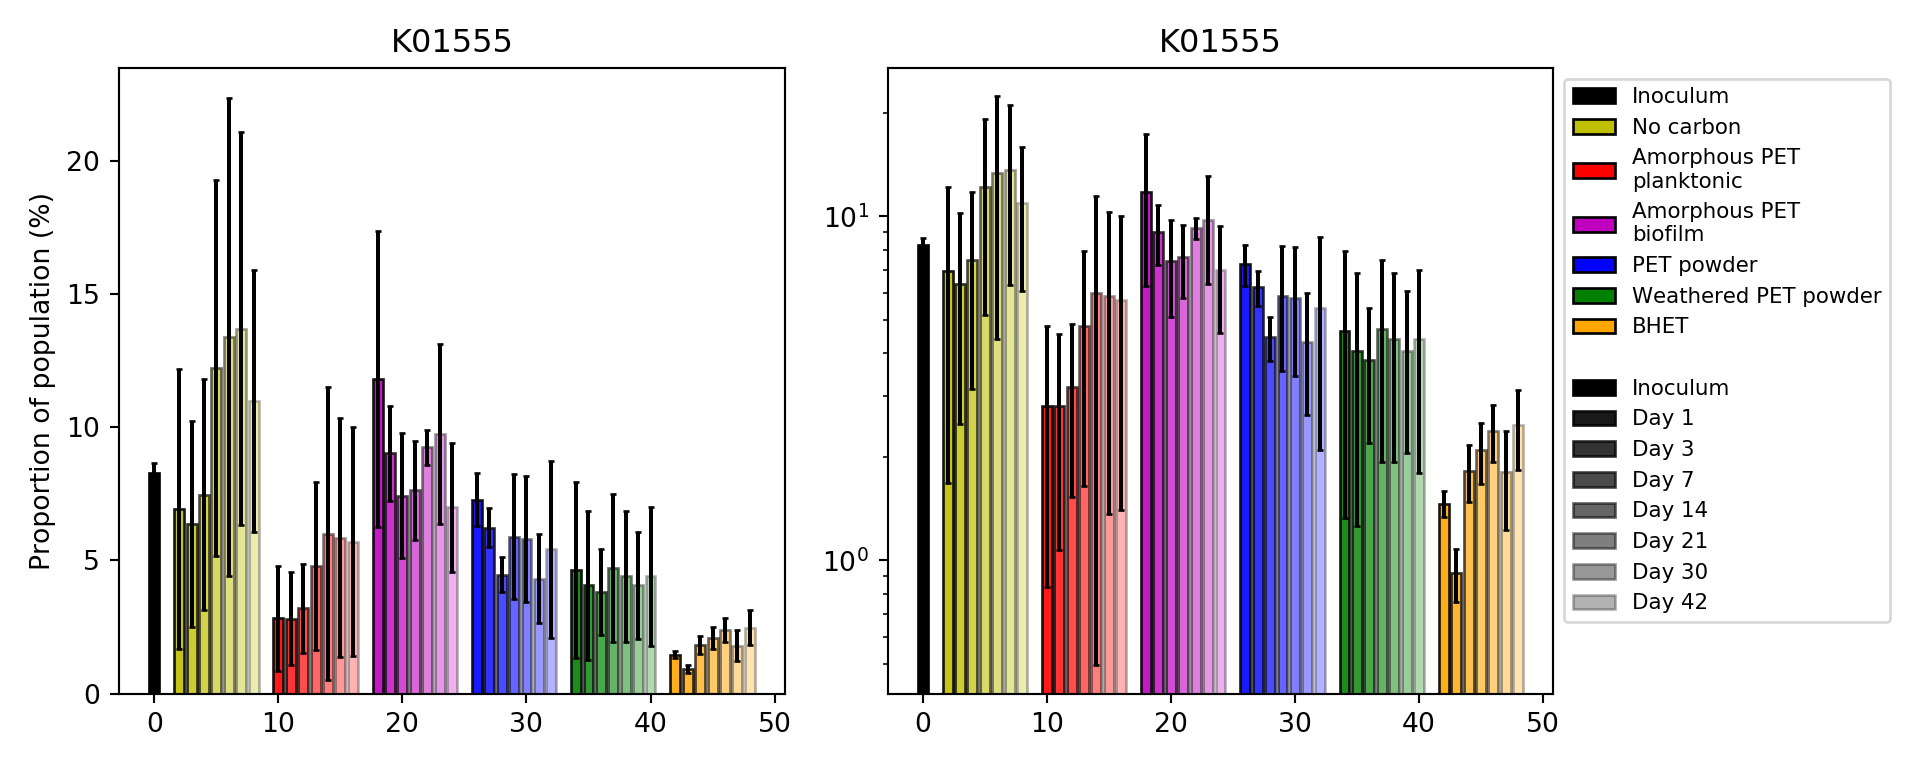 K01555
K01555
Proportion of population (%)
20
15
10
5
0
0 10 20 30 40 50
10¹
10⁰
0 10 20 30 40 50
Inoculum
No carbon
Amorphous PET
planktonic
Amorphous PET
biofilm
PET powder
Weathered PET powder
BHET
Inoculum
Day 1
Day 3
Day 7
Day 14
Day 21
Day 30
Day 42